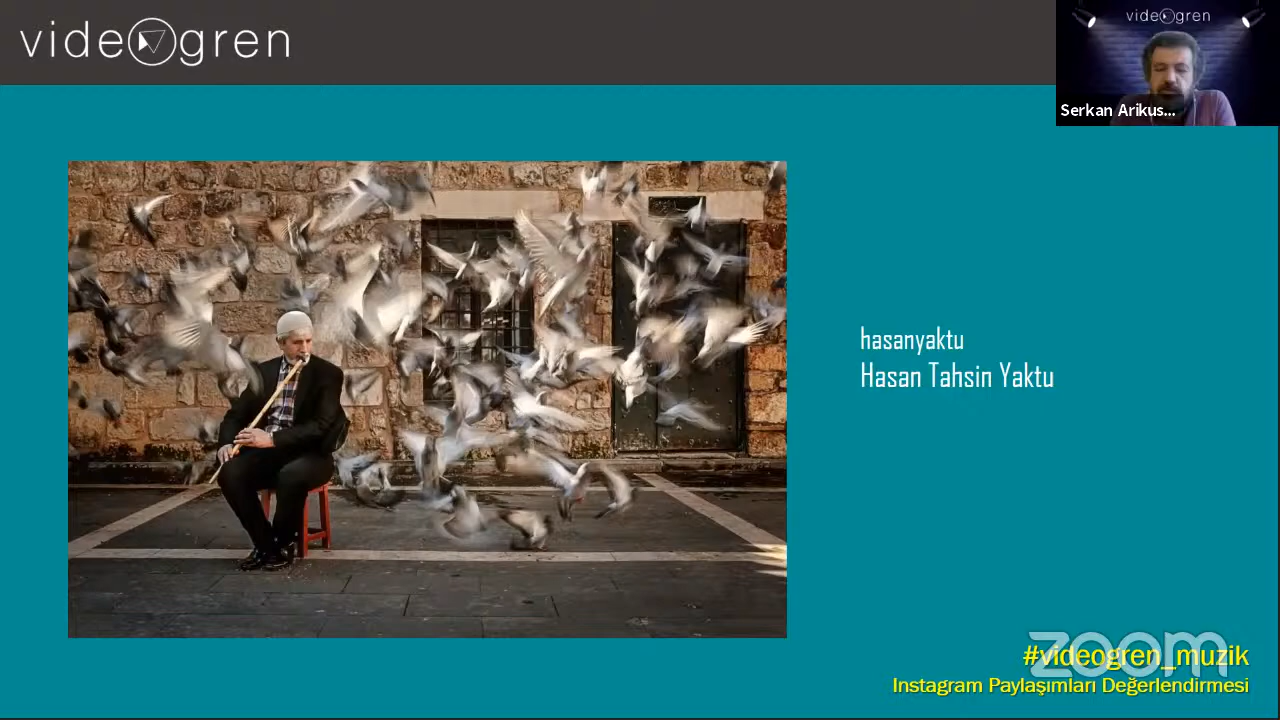 videogren
videogren
Serkan Arikus...
hasanyaktu
Hasan Tahsin Yaktu
zoom
#videogren_muzik
Instagram Paylaşımları Değerlendirmesi